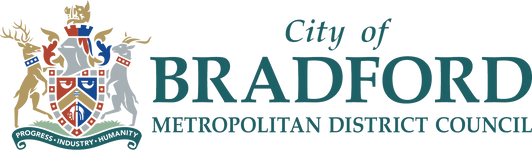 City of
BRADFORD
METROPOLITAN DISTRICT COUNCIL
PROGRESS • INDUSTRY • HUMANITY